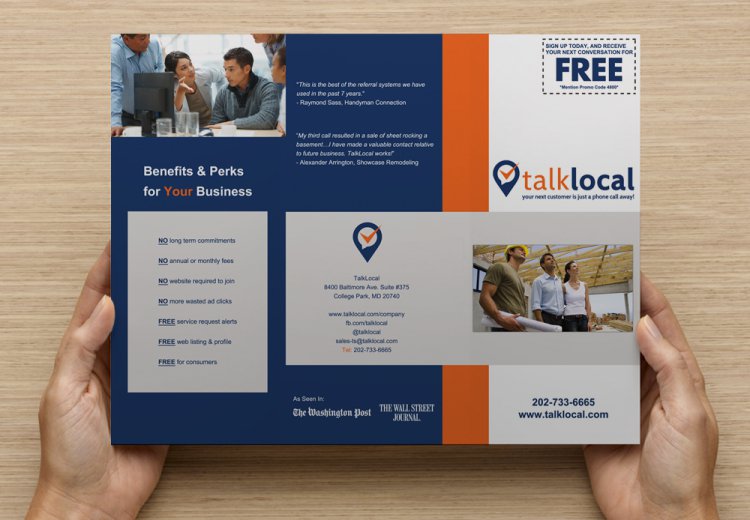 Benefits & Perks
for Your Business
NO long term commitments
NO annual or monthly fees
NO website required to join
NO more wasted ad clicks
FREE service request alerts
FREE web listing & profile
FREE for consumers
"This is the best of the referral systems we have
used in the past 7 years."
- Raymond Sass, Handyman Connection
"My third call resulted in a sale of sheet rocking a
basement...I have made a valuable contact relative
to future business. TalkLocal works!"
- Alexander Arrington, Showcase Remodeling
TalkLocal
8400 Baltimore Ave. Suite #375
College Park, MD 20740
www.talklocal.com/company
fb.com/talklocal
@talklocal
sales-ts@talklocal.com
Tel: 202-733-6665
As Seen in:
The Washington Post
THE WALL STREET
JOURNAL
SIGN UP TODAY, AND RECEIVE
YOUR NEXT CONVERSATION FOR
FREE
"Mention Promo Code 4800"
talklocal
your next customer is just a phone call away!
202-733-6665
www.talklocal.com